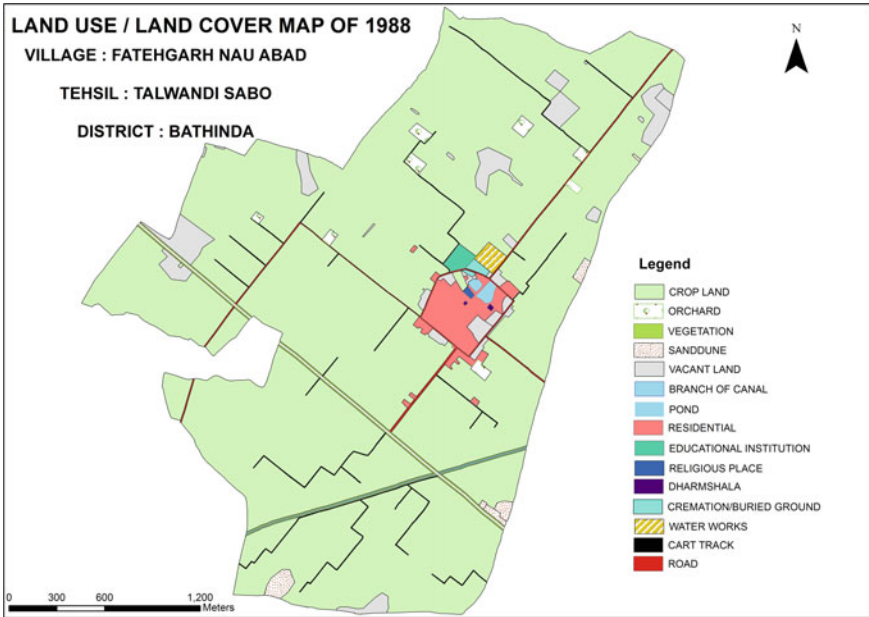 LAND USE / LAND COVER MAP OF 1988
VILLAGE : FATEHGARH NAU ABAD
TEHSIL : TALWANDI SABO
DISTRICT : BATHINDA
N
Legend
CROP LAND
ORCHARD
VEGETATION
SANDDUNE
VACANT LAND
BRANCH OF CANAL
POND
RESIDENTIAL
EDUCATIONAL INSTITUTION
RELIGIOUS PLACE
DHARMSHALA
CREMATION/BURIED GROUND
WATER WORKS
CART TRACK
ROAD
0 300 600 1,200
Meters